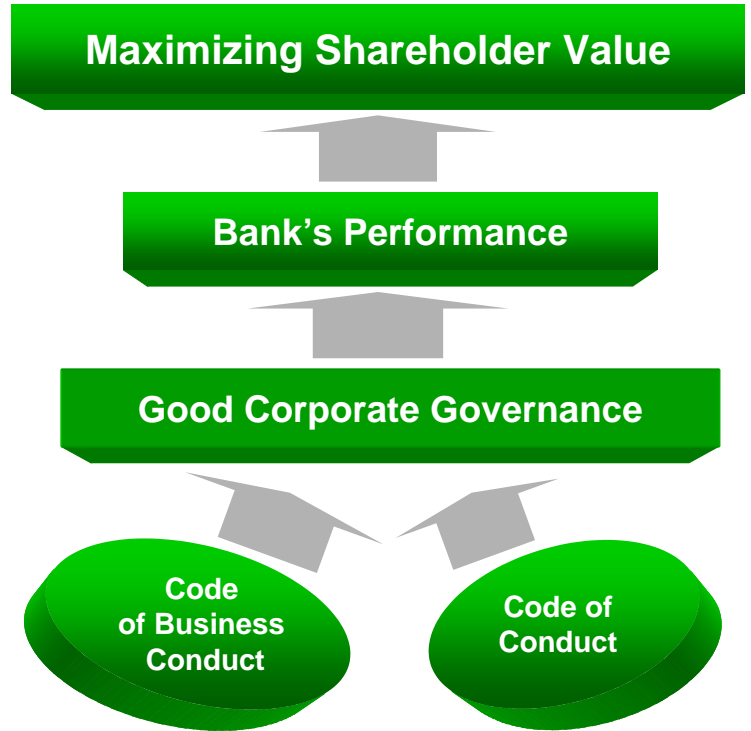 Maximizing Shareholder Value
Bank’s Performance
Good Corporate Governance
Code
of Business
Conduct
Code of
Conduct